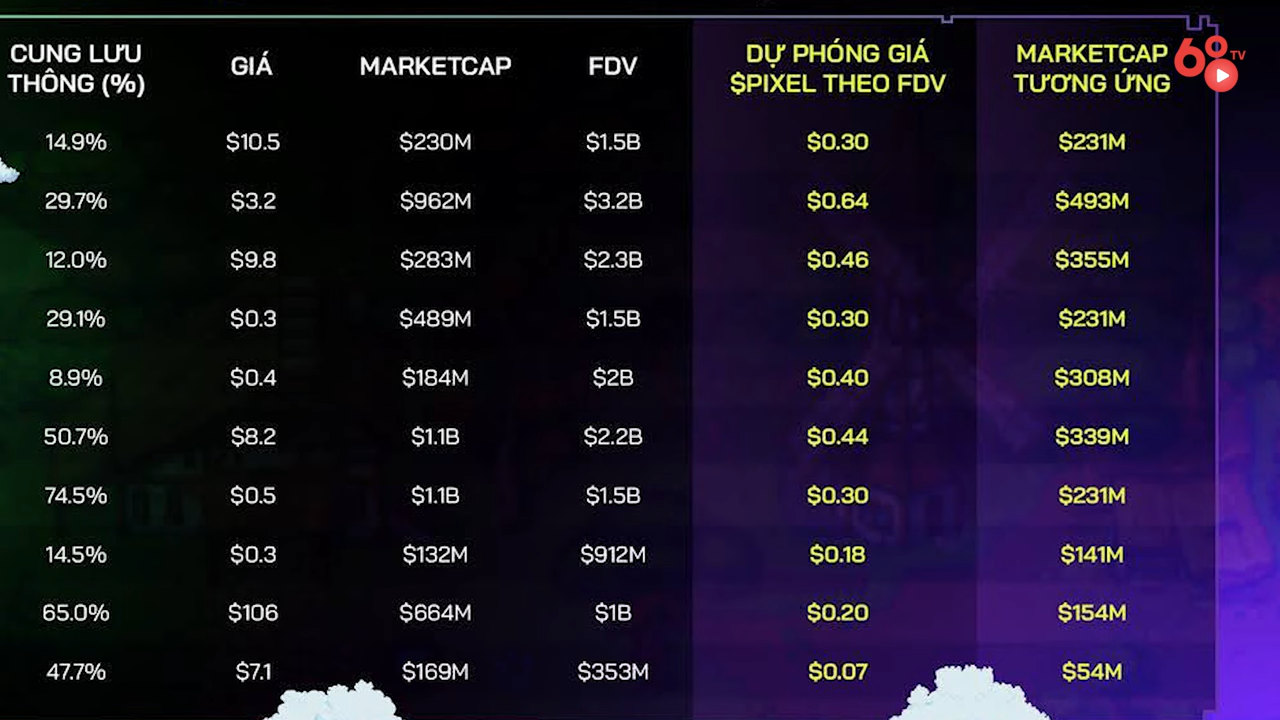 CUNG LƯU THÔNG (%) GIÁ MARKETCAP FDV DỰ PHÓNG GIÁ $PIXEL THEO FDV MARKETCAP TƯƠNG ỨNG
68 TV
14.9% $10.5 $230M $1.5B $0.30 $231M
29.7% $3.2 $962M $3.2B $0.64 $493M
12.0% $9.8 $283M $2.3B $0.46 $355M
29.1% $0.3 $489M $1.5B $0.30 $231M
8.9% $0.4 $184M $2B $0.40 $308M
50.7% $8.2 $1.1B $2.2B $0.44 $339M
74.5% $0.5 $1.1B $1.5B $0.30 $231M
14.5% $0.3 $132M $912M $0.18 $141M
65.0% $106 $664M $1B $0.20 $154M
47.7% $7.1 $169M $353M $0.07 $54M